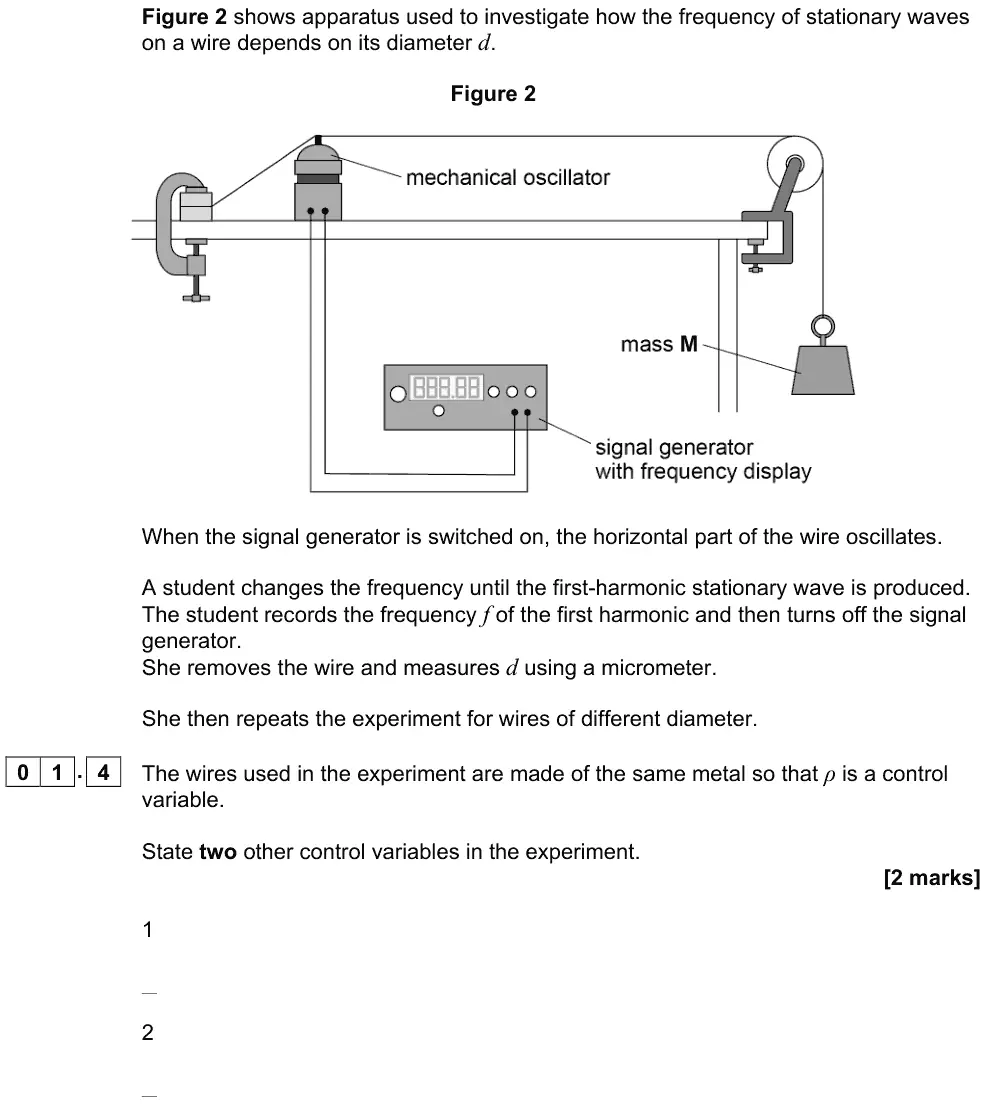 Figure 2 shows apparatus used to investigate how the frequency of stationary waves
on a wire depends on its diameter d.
Figure 2
mechanical oscillator
mass M
888.88
signal generator
with frequency display
When the signal generator is switched on, the horizontal part of the wire oscillates.
A student changes the frequency until the first-harmonic stationary wave is produced.
The student records the frequency f of the first harmonic and then turns off the signal
generator.
She removes the wire and measures d using a micrometer.
She then repeats the experiment for wires of different diameter.
0 1 . 4 The wires used in the experiment are made of the same metal so that ρ is a control
variable.
State two other control variables in the experiment.
[2 marks]
1
2